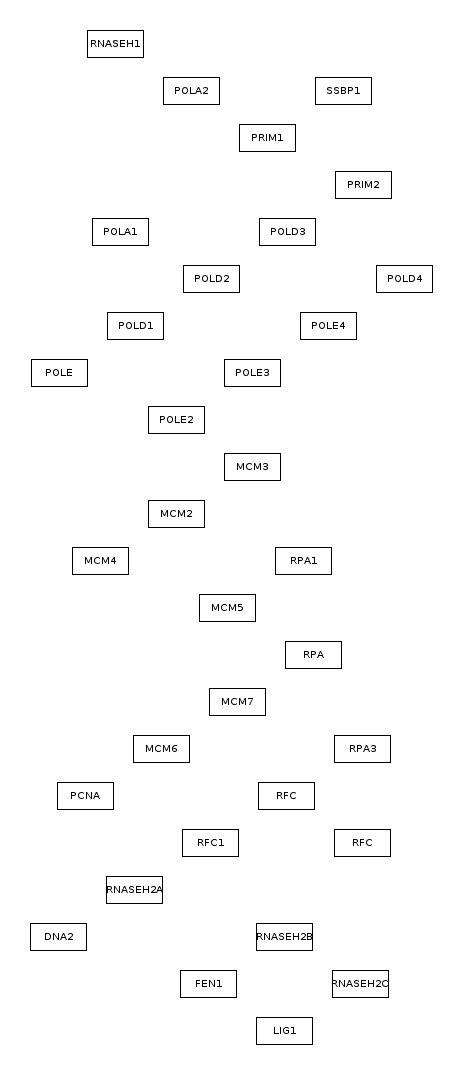 RNASEH1
POLA2
SSBP1
PRIM1
PRIM2
POLA1
POLD3
POLD2
POLD4
POLD1
POLE4
POLE
POLE3
POLE2
MCM3
MCM2
MCM4
RPA1
MCM5
RPA
MCM7
MCM6
RPA3
PCNA
RFC
RFC1
RFC
RNASEH2A
DNA2
RNASEH2B
FEN1
RNASEH2C
LIG1